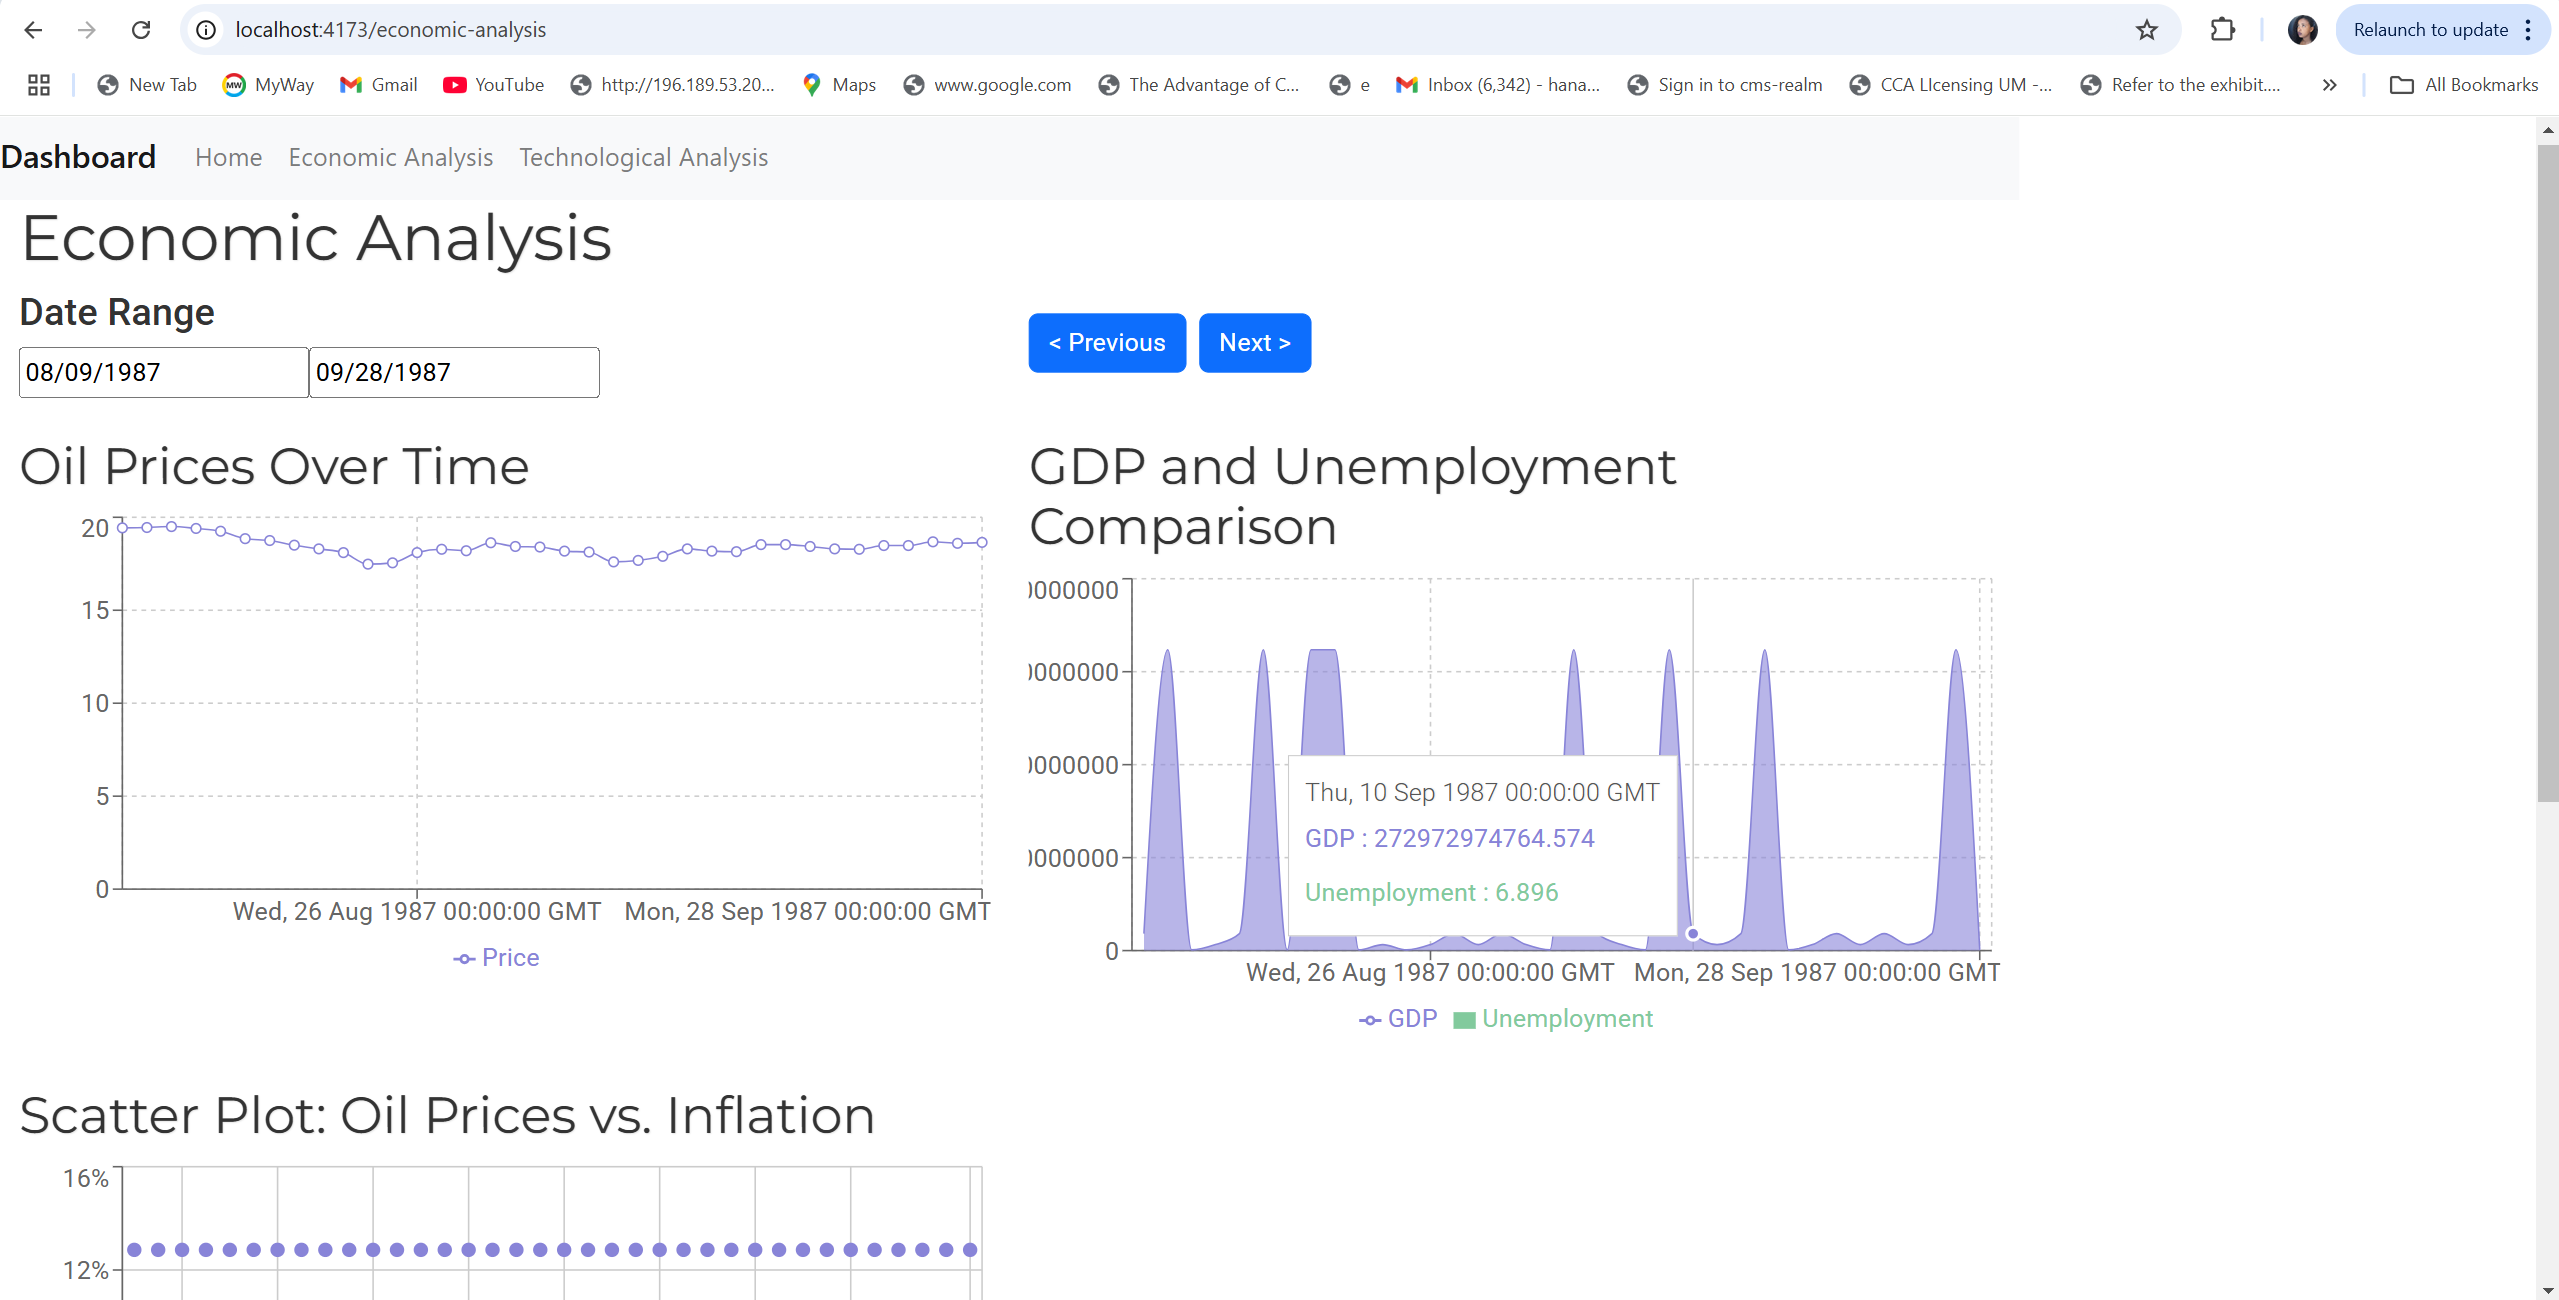 localhost:4173/economic-analysis
Relaunch to update
New Tab MyWay Gmail YouTube http://196.189.53.20... Maps www.google.com The Advantage of C... e Inbox (6,342) - hana... Sign in to cms-realm CCA LIcensing UM -... Refer to the exhibit.... » All Bookmarks
Dashboard Home Economic Analysis Technological Analysis
Economic Analysis
Date Range
08/09/1987 09/28/1987
< Previous Next >
Oil Prices Over Time
20
15
10
5
0
Wed, 26 Aug 1987 00:00:00 GMT Mon, 28 Sep 1987 00:00:00 GMT
Price
GDP and Unemployment
Comparison
0000000
0000000
0000000
0000000
0
Thu, 10 Sep 1987 00:00:00 GMT
GDP : 272972974764.574
Unemployment : 6.896
Wed, 26 Aug 1987 00:00:00 GMT Mon, 28 Sep 1987 00:00:00 GMT
GDP Unemployment
Scatter Plot: Oil Prices vs. Inflation
16%
12%